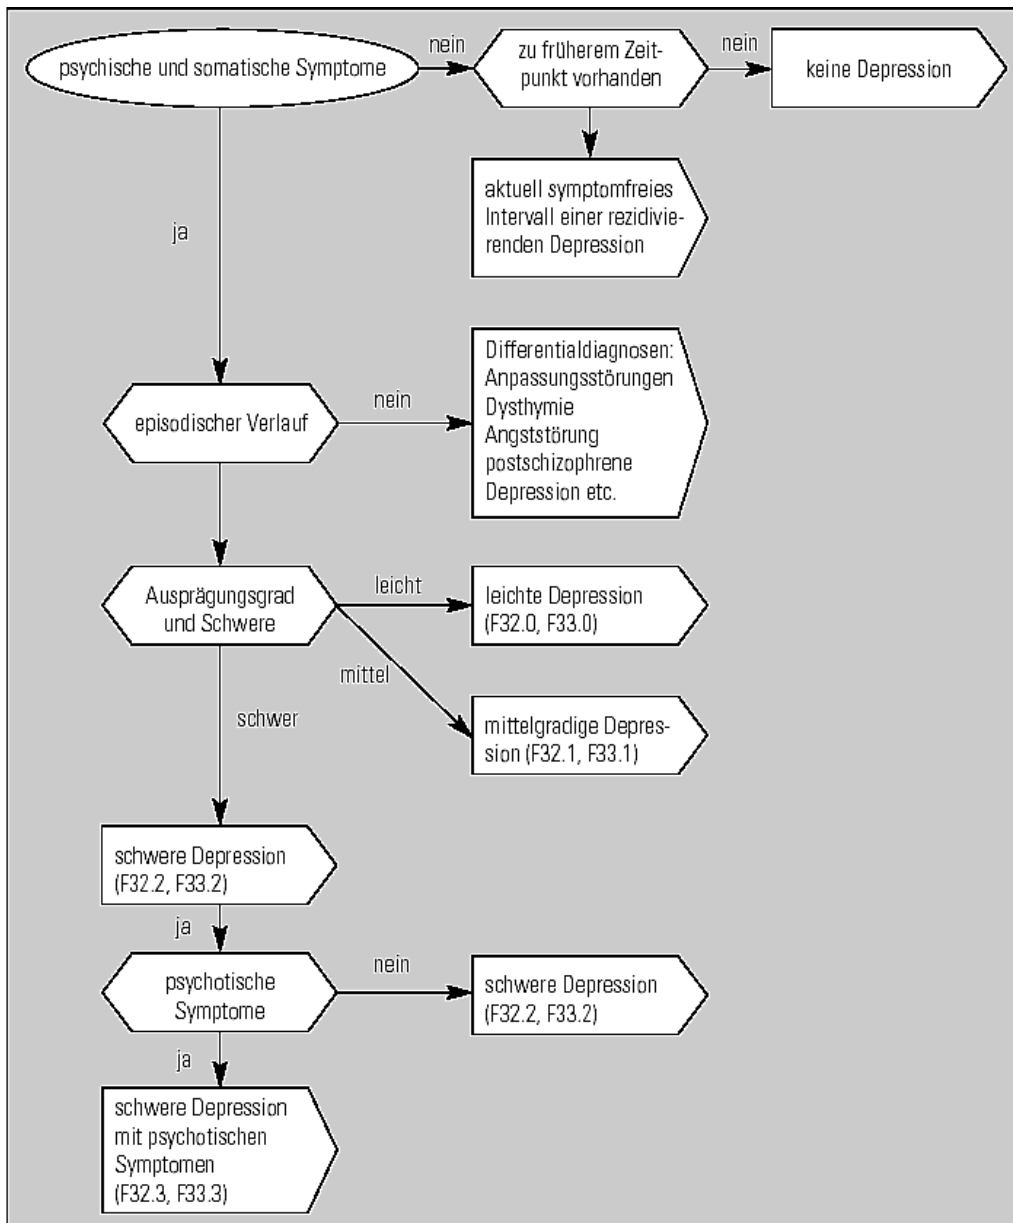 psychische und somatische Symptome
nein
zu früherem Zeit-
punkt vorhanden
nein
keine Depression
aktuell symptomfreies
Intervall einer rezidivie-
renden Depression
ja
episodischer Verlauf
nein
Differentialdiagnosen:
Anpassungsstörungen
Dysthymie
Angststörung
postschizophrene
Depression etc.
Ausprägungsgrad
und Schwere
leicht
leichte Depression
(F32.0, F33.0)
mittel
mittelgradige Depres-
sion (F32.1, F33.1)
schwer
schwere Depression
(F32.2, F33.2)
ja
psychotische
Symptome
nein
schwere Depression
(F32.2, F33.2)
ja
schwere Depression
mit psychotischen
Symptomen
(F32.3, F33.3)